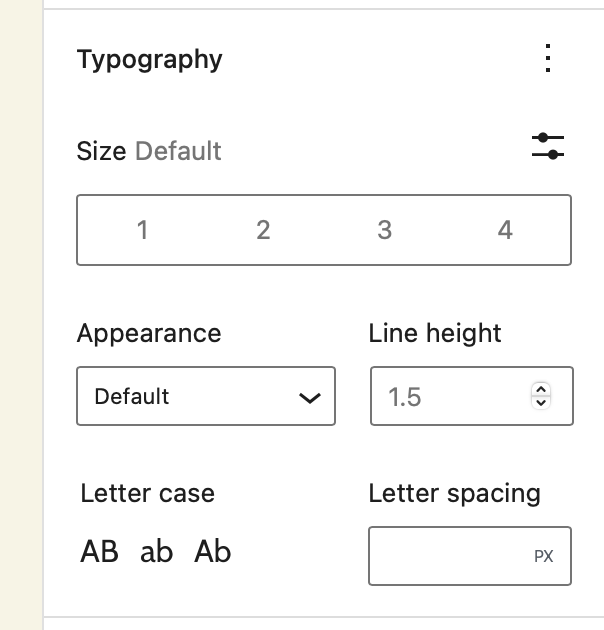 Typography
Size Default
1 2 3 4
Appearance Line height
Default 1.5
Letter case Letter spacing
AB ab Ab PX